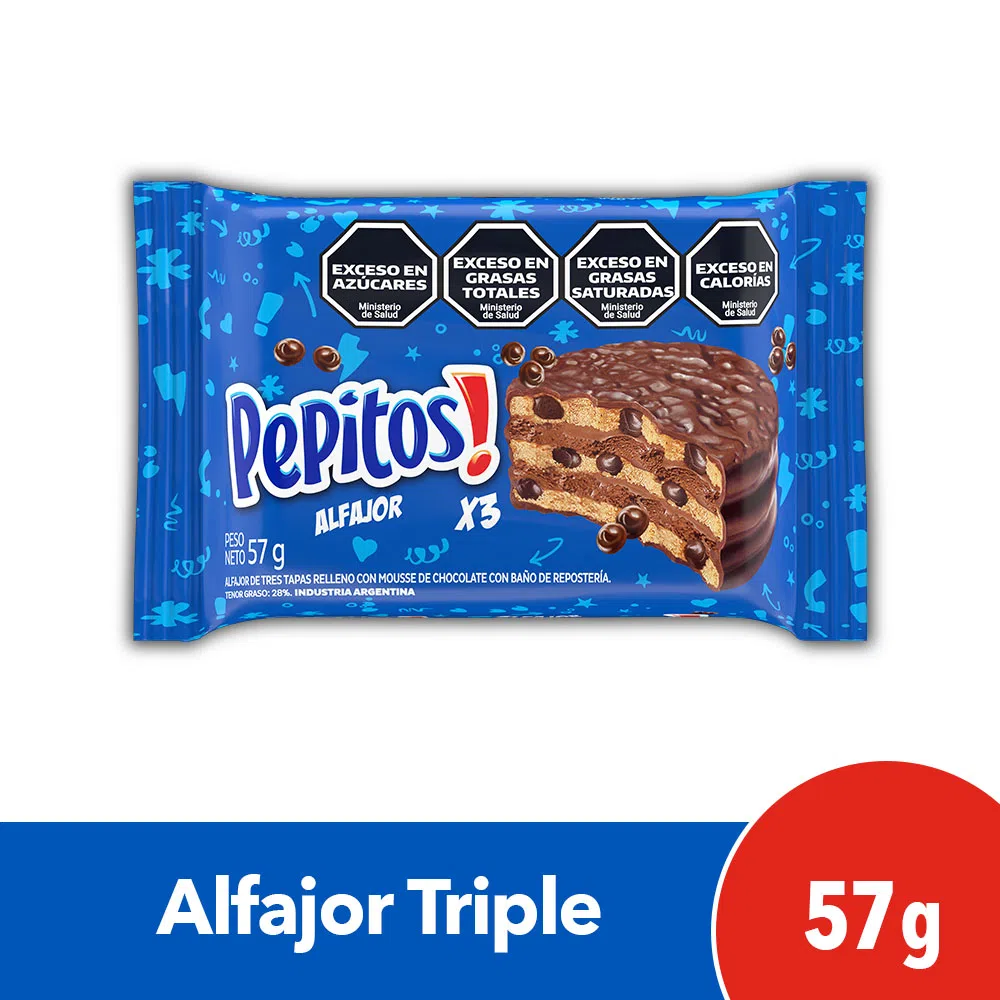 EXCESO EN
AZÚCARES
Ministerio
de Salud
EXCESO EN
GRASAS
TOTALES
Ministerio
de Salud
EXCESO EN
GRASAS
SATURADAS
Ministerio
de Salud
EXCESO EN
CALORÍAS
Ministerio
de Salud
Pepitos!
ALFAJOR X3
PESO
NETO 57 g
ALFAJOR DE TRES TAPAS RELLENO CON MOUSSE DE CHOCOLATE CON BAÑO DE REPOSTERÍA.
TENOR GRASO: 28%. INDUSTRIA ARGENTINA
Alfajor Triple
57g